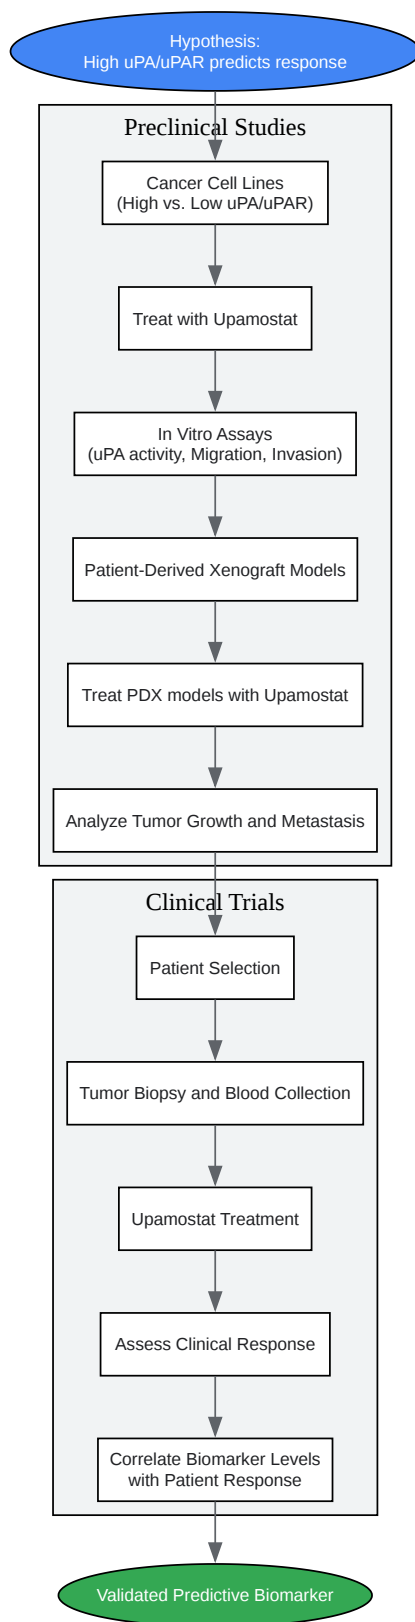 Hypothesis:
High uPA/uPAR predicts response
Preclinical Studies
Cancer Cell Lines
(High vs. Low uPA/uPAR)
Treat with Upamostat
In Vitro Assays
(uPA activity, Migration, Invasion)
Patient-Derived Xenograft Models
Treat PDX models with Upamostat
Analyze Tumor Growth and Metastasis
Clinical Trials
Patient Selection
Tumor Biopsy and Blood Collection
Upamostat Treatment
Assess Clinical Response
Correlate Biomarker Levels
with Patient Response
Validated Predictive Biomarker